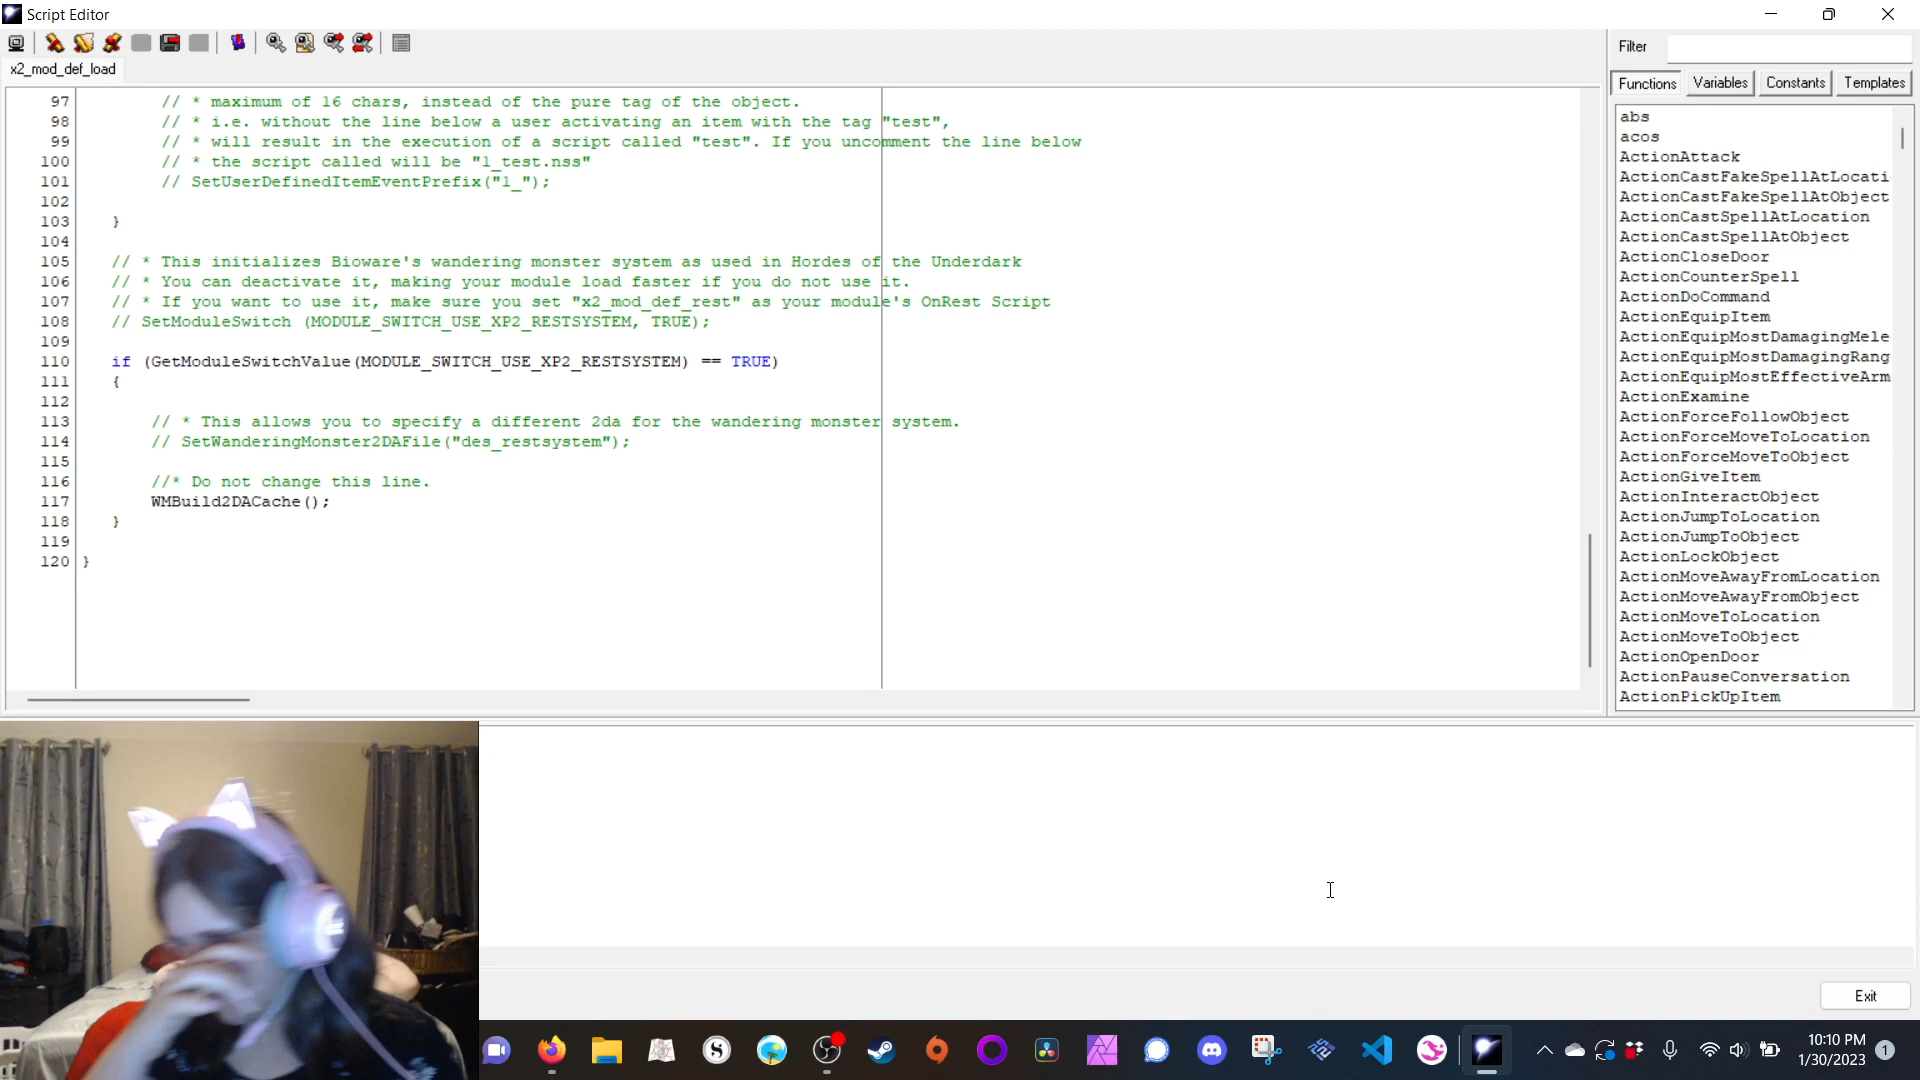 Script Editor
x2_mod_def_load
97 // * maximum of 16 chars, instead of the pure tag of the object.
98 // * i.e. without the line below a user activating an item with the tag "test",
99 // * will result in the execution of a script called "test". If you uncomment the line below
100 // * the script called will be "1_test.nss"
101 // SetUserDefinedItemEventPrefix("1_");
102
103 }
104
105 // * This initializes Bioware's wandering monster system as used in Hordes of the Underdark
106 // * You can deactivate it, making your module load faster if you do not use it.
107 // * If you want to use it, make sure you set "x2_mod_def_rest" as your module's OnRest Script
108 // SetModuleSwitch (MODULE_SWITCH_USE_XP2_RESTSYSTEM, TRUE);
109
110 if (GetModuleSwitchValue(MODULE_SWITCH_USE_XP2_RESTSYSTEM) == TRUE)
111 {
112
113 // * This allows you to specify a different 2da for the wandering monster system.
114 // SetWanderingMonster2DAFile("des_restsystem");
115
116 //* Do not change this line.
117 WMBuild2DACache();
118 }
119
120 }
Filter
Functions Variables Constants Templates
abs
acos
ActionAttack
ActionCastFakeSpellAtLocati
ActionCastFakeSpellAtObject
ActionCastSpellAtLocation
ActionCastSpellAtObject
ActionCloseDoor
ActionCounterSpell
ActionDoCommand
ActionEquipItem
ActionEquipMostDamagingMele
ActionEquipMostDamagingRang
ActionEquipMostEffectiveArm
ActionExamine
ActionForceFollowObject
ActionForceMoveToLocation
ActionForceMoveToObject
ActionGiveItem
ActionInteractObject
ActionJumpToLocation
ActionJumpToObject
ActionLockObject
ActionMoveAwayFromLocation
ActionMoveAwayFromObject
ActionMoveToLocation
ActionMoveToObject
ActionOpenDoor
ActionPauseConversation
ActionPickUpItem
Exit
10:10 PM
1/30/2023
1